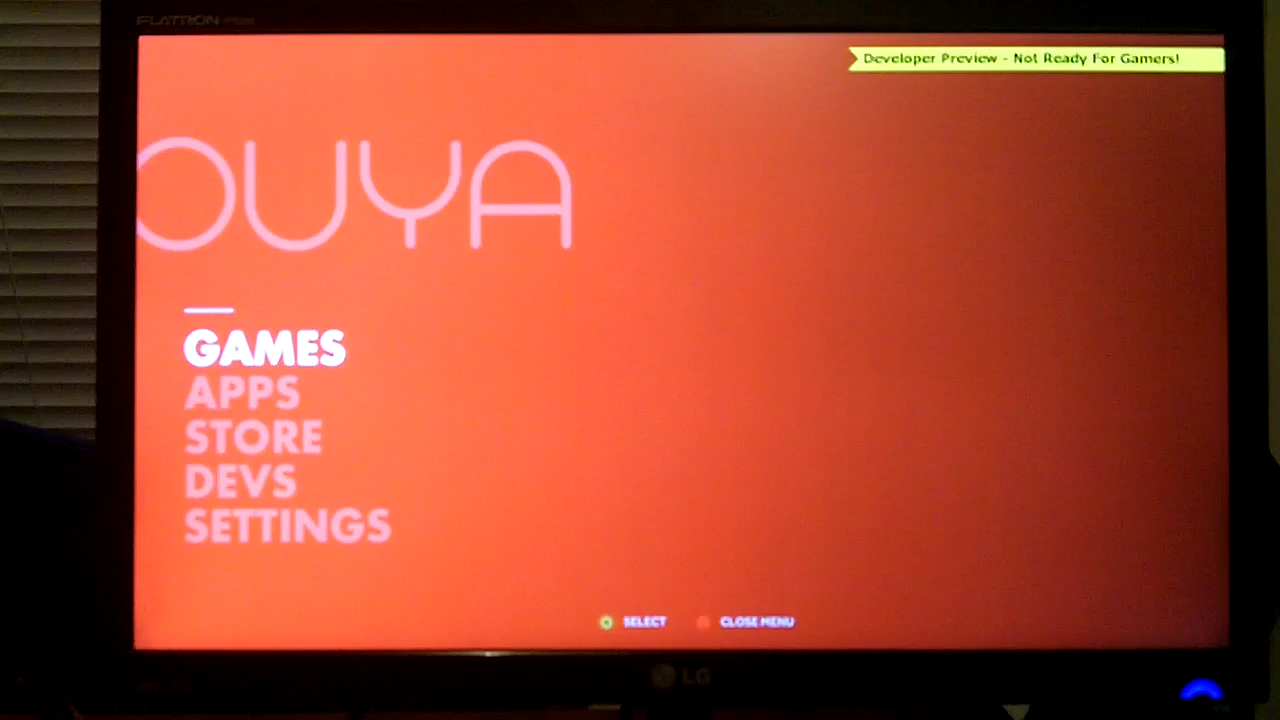 FLATRON
Developer Preview - Not Ready For Gamers!
OUYA
GAMES
APPS
STORE
DEVS
SETTINGS
SELECT
CLOSE MENU
LG